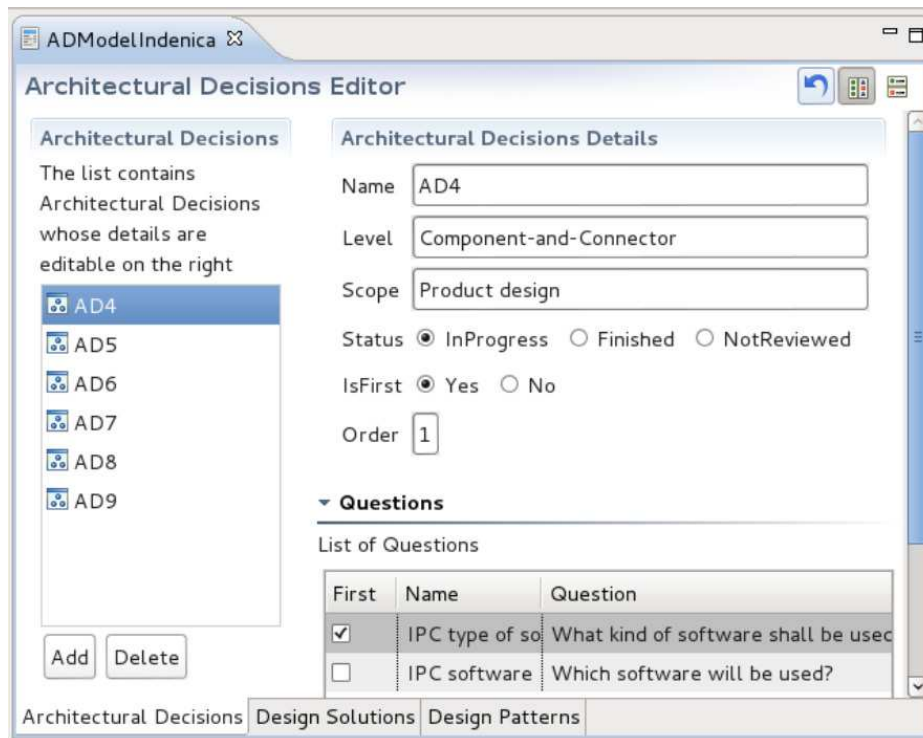 ADModelIndenica
Architectural Decisions Editor
Architectural Decisions
The list contains
Architectural Decisions
whose details are
editable on the right
AD4
AD5
AD6
AD7
AD8
AD9
Add Delete
Architectural Decisions Details
Name AD4
Level Component-and-Connector
Scope Product design
Status InProgress Finished NotReviewed
IsFirst Yes No
Order 1
Questions
List of Questions
First Name Question
IPC type of so What kind of software shall be used
IPC software Which software will be used?
Architectural Decisions Design Solutions Design Patterns